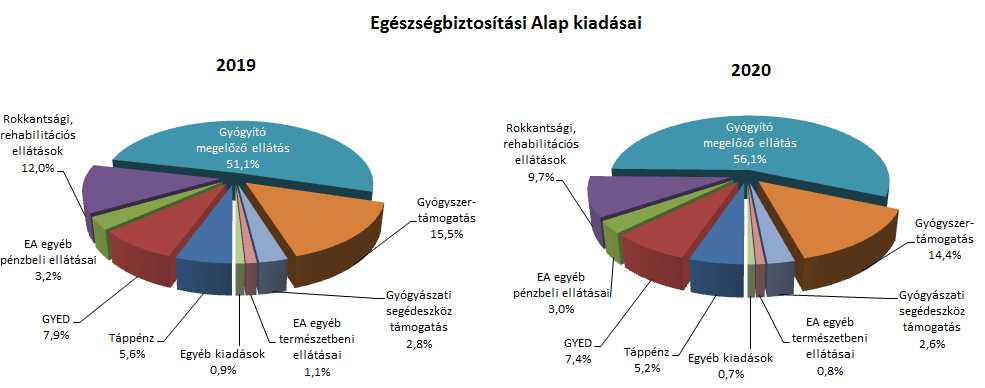 Egészségbiztosítási Alap kiadásai
2019
Gyógyító
megelőző ellátás
51,1%
Gyógyszer-
támogatás
15,5%
Gyógyászati
segédeszköz
támogatás
2,8%
EA egyéb
természetbeni
ellátásai
1,1%
Egyéb kiadások
0,9%
Táppénz
5,6%
GYED
7,9%
EA egyéb
pénzbeli ellátásai
3,2%
Rokkantsági,
rehabilitációs
ellátások
12,0%
2020
Gyógyító
megelőző ellátás
56,1%
Gyógyszer-
támogatás
14,4%
Gyógyászati
segédeszköz
támogatás
2,6%
EA egyéb
természetbeni
ellátásai
0,8%
Egyéb kiadások
0,7%
Táppénz
5,2%
GYED
7,4%
EA egyéb
pénzbeli ellátásai
3,0%
Rokkantsági,
rehabilitációs
ellátások
9,7%